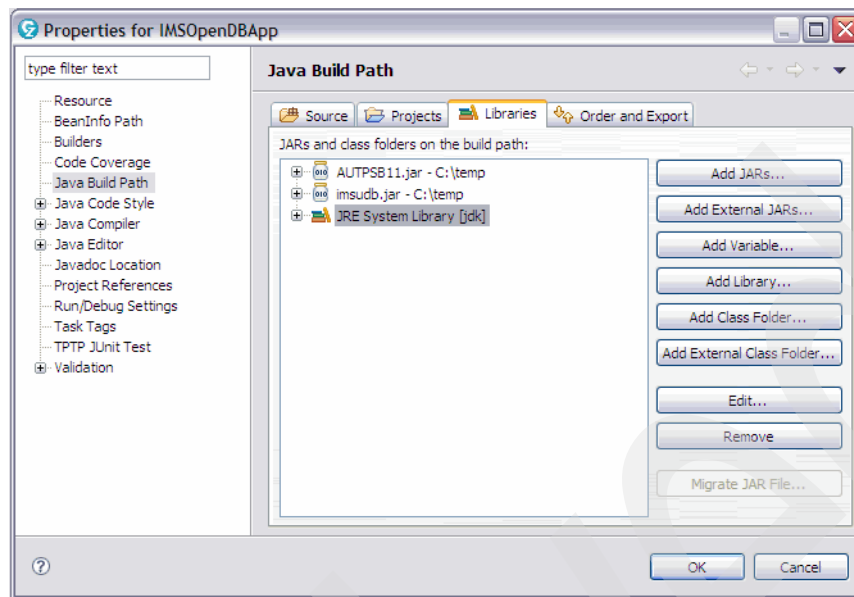 Properties for IMSOpenDBApp
type filter text
Resource
BeanInfo Path
Builders
Code Coverage
Java Build Path
Java Code Style
Java Compiler
Java Editor
Javadoc Location
Project References
Run/Debug Settings
Task Tags
TPTP JUnit Test
Validation
Java Build Path
Source
Projects
Libraries
Order and Export
JARs and class folders on the build path:
AUTPSB11.jar - C:\temp
imsudb.jar - C:\temp
JRE System Library [jdk]
Add JARs...
Add External JARs...
Add Variable...
Add Library...
Add Class Folder...
Add External Class Folder...
Edit...
Remove
Migrate JAR File...
OK
Cancel